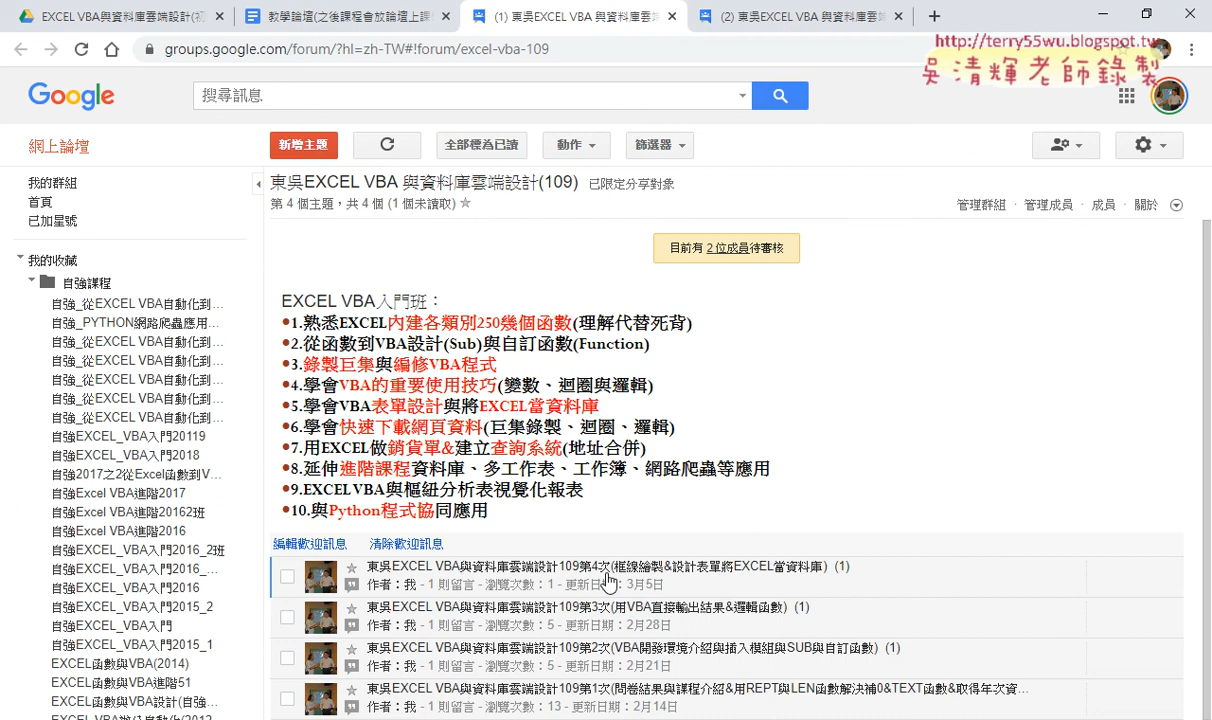 EXCEL VBA與資料庫雲端設計(初
教學論壇(之後課程會放論壇上課
(1) 東吳EXCEL VBA 與資料庫雲端
(2) 東吳EXCEL VBA 與資料庫雲端
groups.google.com/forum/?hl=zh-TW#!forum/excel-vba-109
http://terry55wu.blogspot.tw
吳清輝老師錄製
Google
搜尋訊息
網上論壇
新增主題
全部標為已讀
動作
篩選器
我的群組
首頁
已加星號
我的收藏
自強課程
自強_從EXCEL VBA自動化到...
自強_PYTHON網路爬蟲應用...
自強_從EXCEL VBA自動化到...
自強_從EXCEL VBA自動化到...
自強_從EXCEL VBA自動化到...
自強_從EXCEL VBA自動化到...
自強_從EXCEL VBA自動化到...
自強EXCEL_VBA入門20119
自強EXCEL_VBA入門2018
自強2017之2從Excel函數到V...
自強Excel VBA進階2017
自強Excel VBA進階20162班
自強Excel VBA進階2016
自強EXCEL_VBA入門2016_2班
自強EXCEL_VBA入門2016_...
自強EXCEL_VBA入門2016
自強EXCEL_VBA入門2015_2
自強EXCEL_VBA入門
自強EXCEL_VBA入門2015_1
EXCEL函數與VBA(2014)
EXCEL函數與VBA進階51
EXCEL函數與VBA設計(自強...
東吳EXCEL VBA 與資料庫雲端設計(109) 已限定分享對象
第 4 個主題，共 4 個 (1 個未讀取)
管理群組 · 管理成員 · 成員 · 關於
目前有 2 位成員待審核
EXCEL VBA入門班：
•1.熟悉EXCEL內建各類別250幾個函數(理解代替死背)
•2.從函數到VBA設計(Sub)與自訂函數(Function)
•3.錄製巨集與編修VBA程式
•4.學會VBA的重要使用技巧(變數、迴圈與邏輯)
•5.學會VBA表單設計與將EXCEL當資料庫
•6.學會快速下載網頁資料(巨集錄製、迴圈、邏輯)
•7.用EXCEL做銷貨單&建立查詢系統(地址合併)
•8.延伸進階課程資料庫、多工作表、工作簿、網路爬蟲等應用
•9.EXCEL VBA與樞紐分析表視覺化報表
•10.與Python程式協同應用
編輯歡迎訊息 清除歡迎訊息
東吳EXCEL VBA與資料庫雲端設計109第4次(框線繪製&設計表單將EXCEL當資料庫) (1)
作者：我 - 1 則留言 - 瀏覽次數：1 - 更新日期：3月5日
東吳EXCEL VBA與資料庫雲端設計109第3次(用VBA直接輸出結果&邏輯函數) (1)
作者：我 - 1 則留言 - 瀏覽次數：5 - 更新日期：2月28日
東吳EXCEL VBA與資料庫雲端設計109第2次(VBA開發環境介紹與插入模組與SUB與自訂函數) (1)
作者：我 - 1 則留言 - 瀏覽次數：5 - 更新日期：2月21日
東吳EXCEL VBA與資料庫雲端設計109第1次(問卷結果與課程介紹&用REPT與LEN函數解決補0&TEXT函數&取得年次資...
作者：我 - 1 則留言 - 瀏覽次數：13 - 更新日期：2月14日